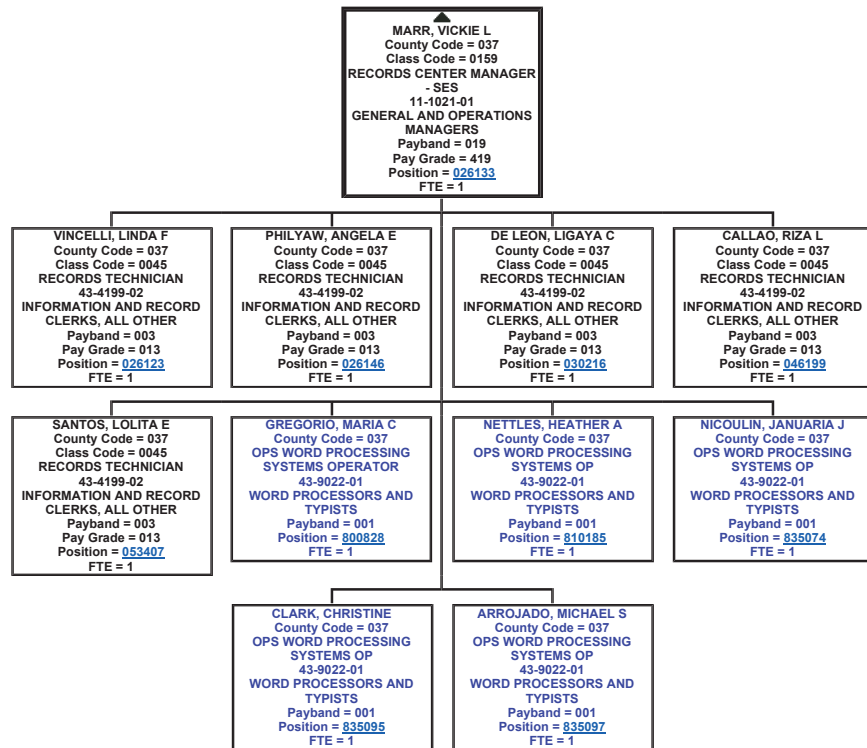 MARR, VICKIE L
County Code = 037
Class Code = 0159
RECORDS CENTER MANAGER
- SES
11-1021-01
GENERAL AND OPERATIONS
MANAGERS
Payband = 019
Pay Grade = 419
Position = 026133
FTE = 1
VINCELLI, LINDA F
County Code = 037
Class Code = 0045
RECORDS TECHNICIAN
43-4199-02
INFORMATION AND RECORD
CLERKS, ALL OTHER
Payband = 003
Pay Grade = 013
Position = 026123
FTE = 1
PHILYAW, ANGELA E
County Code = 037
Class Code = 0045
RECORDS TECHNICIAN
43-4199-02
INFORMATION AND RECORD
CLERKS, ALL OTHER
Payband = 003
Pay Grade = 013
Position = 026146
FTE = 1
DE LEON, LIGAYA C
County Code = 037
Class Code = 0045
RECORDS TECHNICIAN
43-4199-02
INFORMATION AND RECORD
CLERKS, ALL OTHER
Payband = 003
Pay Grade = 013
Position = 030216
FTE = 1
CALLAO, RIZA L
County Code = 037
Class Code = 0045
RECORDS TECHNICIAN
43-4199-02
INFORMATION AND RECORD
CLERKS, ALL OTHER
Payband = 003
Pay Grade = 013
Position = 046199
FTE = 1
SANTOS, LOLITA E
County Code = 037
Class Code = 0045
RECORDS TECHNICIAN
43-4199-02
INFORMATION AND RECORD
CLERKS, ALL OTHER
Payband = 003
Pay Grade = 013
Position = 053407
FTE = 1
GREGORIO, MARIA C
County Code = 037
OPS WORD PROCESSING
SYSTEMS OPERATOR
43-9022-01
WORD PROCESSORS AND
TYPISTS
Payband = 001
Position = 800828
FTE = 1
NETTLES, HEATHER A
County Code = 037
OPS WORD PROCESSING
SYSTEMS OP
43-9022-01
WORD PROCESSORS AND
TYPISTS
Payband = 001
Position = 810185
FTE = 1
NICOULIN, JANUARIA J
County Code = 037
OPS WORD PROCESSING
SYSTEMS OP
43-9022-01
WORD PROCESSORS AND
TYPISTS
Payband = 001
Position = 835074
FTE = 1
CLARK, CHRISTINE
County Code = 037
OPS WORD PROCESSING
SYSTEMS OP
43-9022-01
WORD PROCESSORS AND
TYPISTS
Payband = 001
Position = 835095
FTE = 1
ARROJADO, MICHAEL S
County Code = 037
OPS WORD PROCESSING
SYSTEMS OP
43-9022-01
WORD PROCESSORS AND
TYPISTS
Payband = 001
Position = 835097
FTE = 1